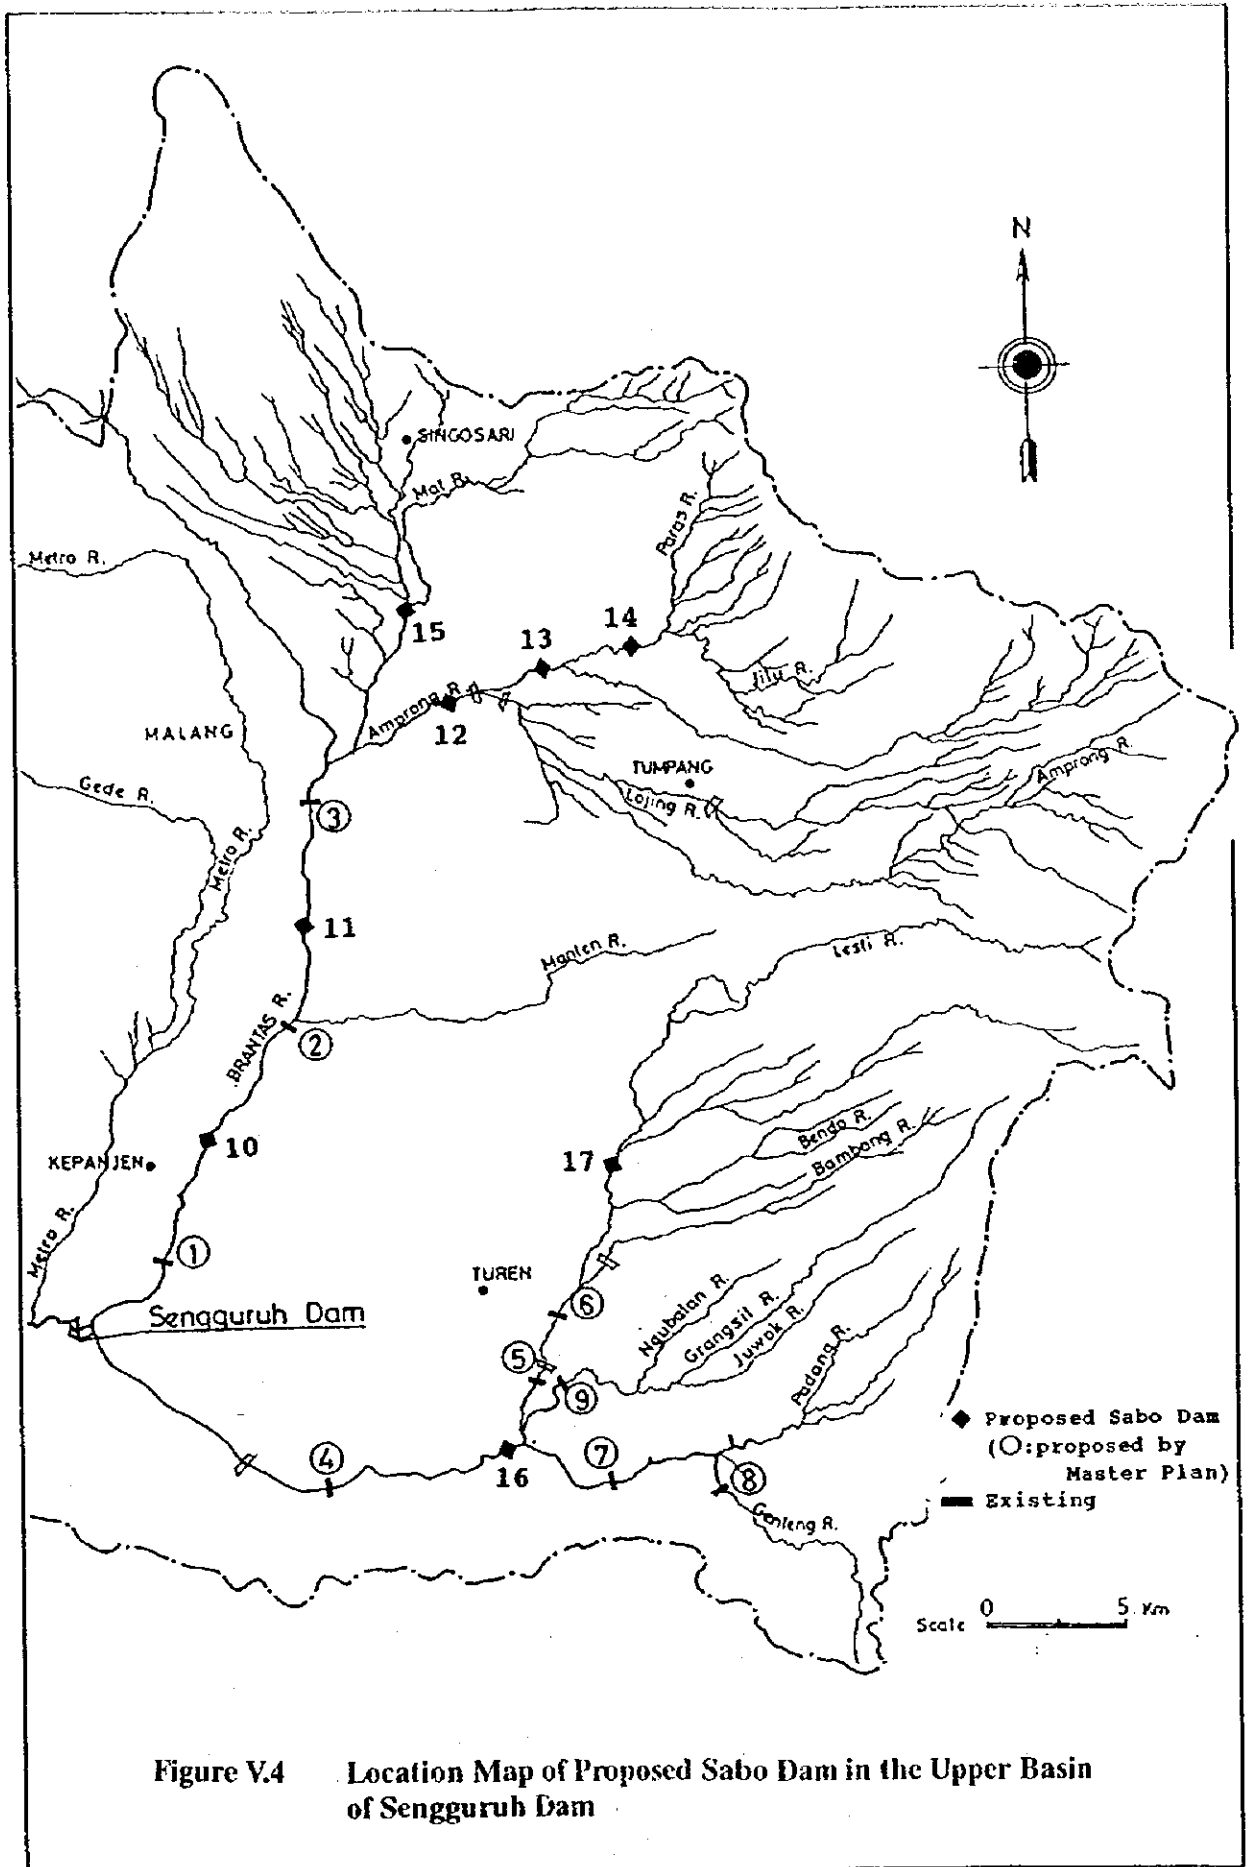 N
SINGOSARI
Mat R.
Paras R.
Metro R.
15
14
13
Jilu R.
Amprong R.
12
MALANG
TUMPANG
Amprong R.
Gede R.
Lojing R.
③
Metro R.
11
Manten R.
Lesti R.
BRANTAS R.
②
Bendo R.
Bambang R.
10
KEPANJEN
17
Metro R.
①
TUREN
Sengguruh Dam
⑥
Ngubalan R.
Grangsil R.
Juwok R.
Padang R.
⑤
⑨
④
16
⑦
⑧
Genteng R.
Proposed Sabo Dam
(○:proposed by
Master Plan)
Existing
Scale 0 5 Km
Figure V.4 Location Map of Proposed Sabo Dam in the Upper Basin
of Sengguruh Dam